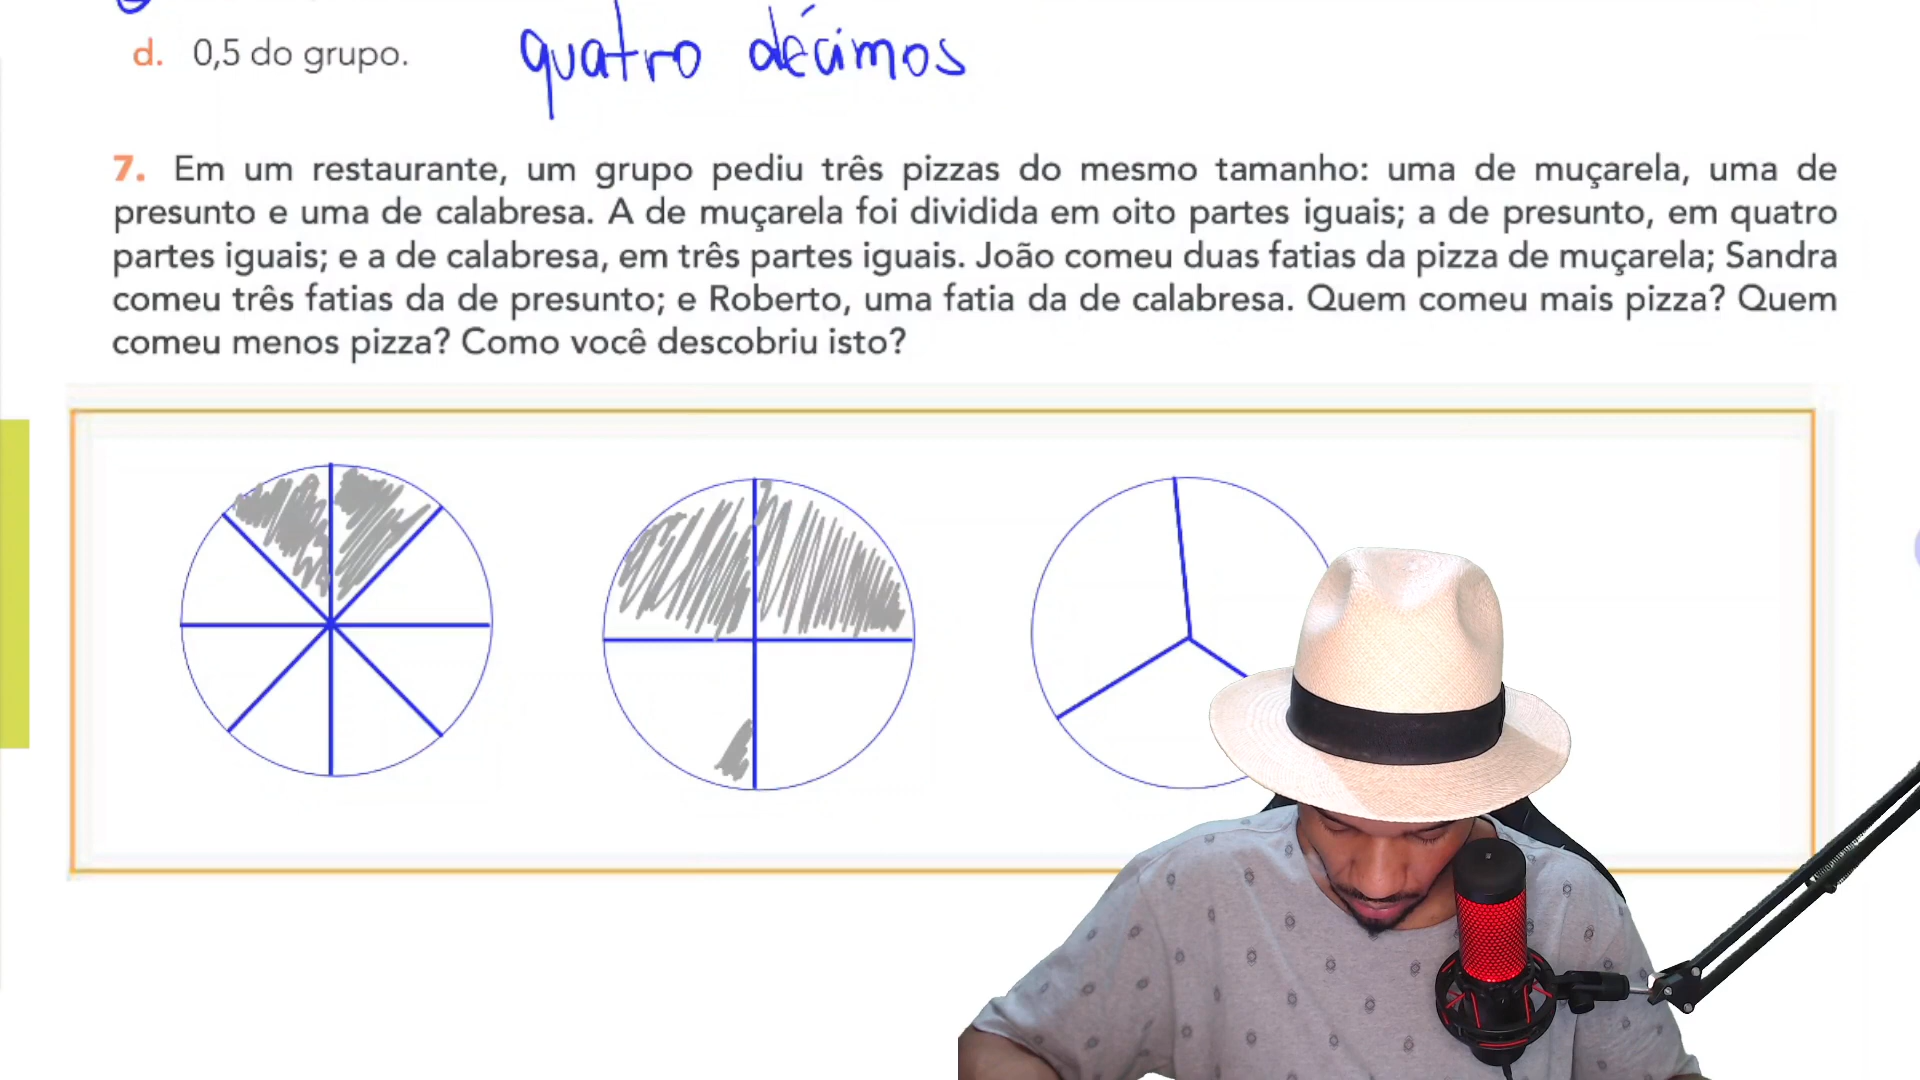 d. 0,5 do grupo. quatro décimos
7. Em um restaurante, um grupo pediu três pizzas do mesmo tamanho: uma de muçarela, uma de
presunto e uma de calabresa. A de muçarela foi dividida em oito partes iguais; a de presunto, em quatro
partes iguais; e a de calabresa, em três partes iguais. João comeu duas fatias da pizza de muçarela; Sandra
comeu três fatias da de presunto; e Roberto, uma fatia da de calabresa. Quem comeu mais pizza? Quem
comeu menos pizza? Como você descobriu isto?